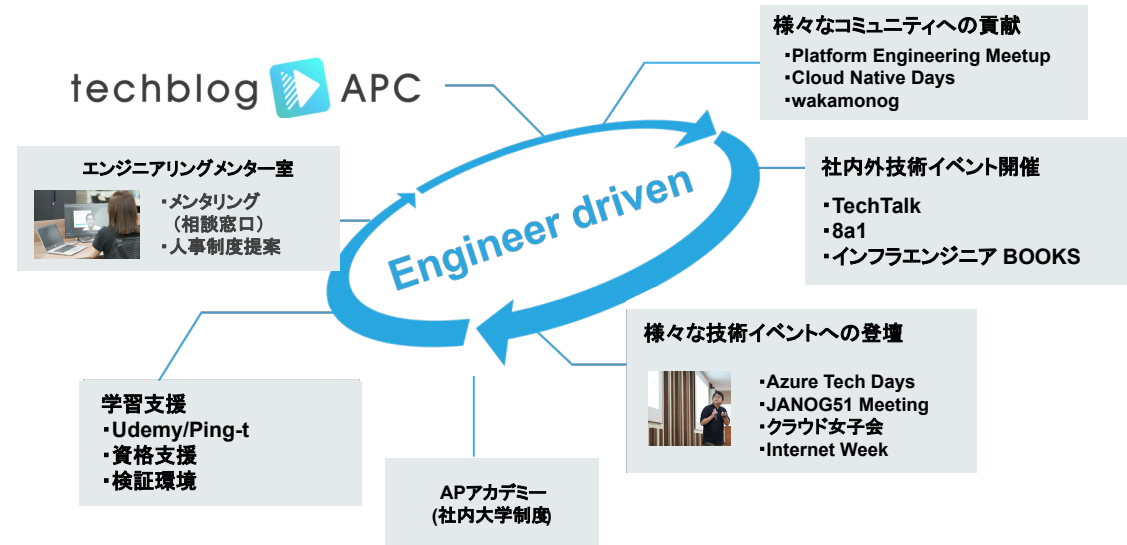 techblog APC
様々なコミュニティへの貢献
・Platform Engineering Meetup
・Cloud Native Days
・wakamonog
エンジニアリングメンター室
・メンタリング
（相談窓口）
・人事制度提案
Engineer driven
社内外技術イベント開催
・TechTalk
・8a1
・インフラエンジニア BOOKS
様々な技術イベントへの登壇
・Azure Tech Days
・JANOG51 Meeting
・クラウド女子会
・Internet Week
学習支援
・Udemy/Ping-t
・資格支援
・検証環境
APアカデミー
(社内大学制度)